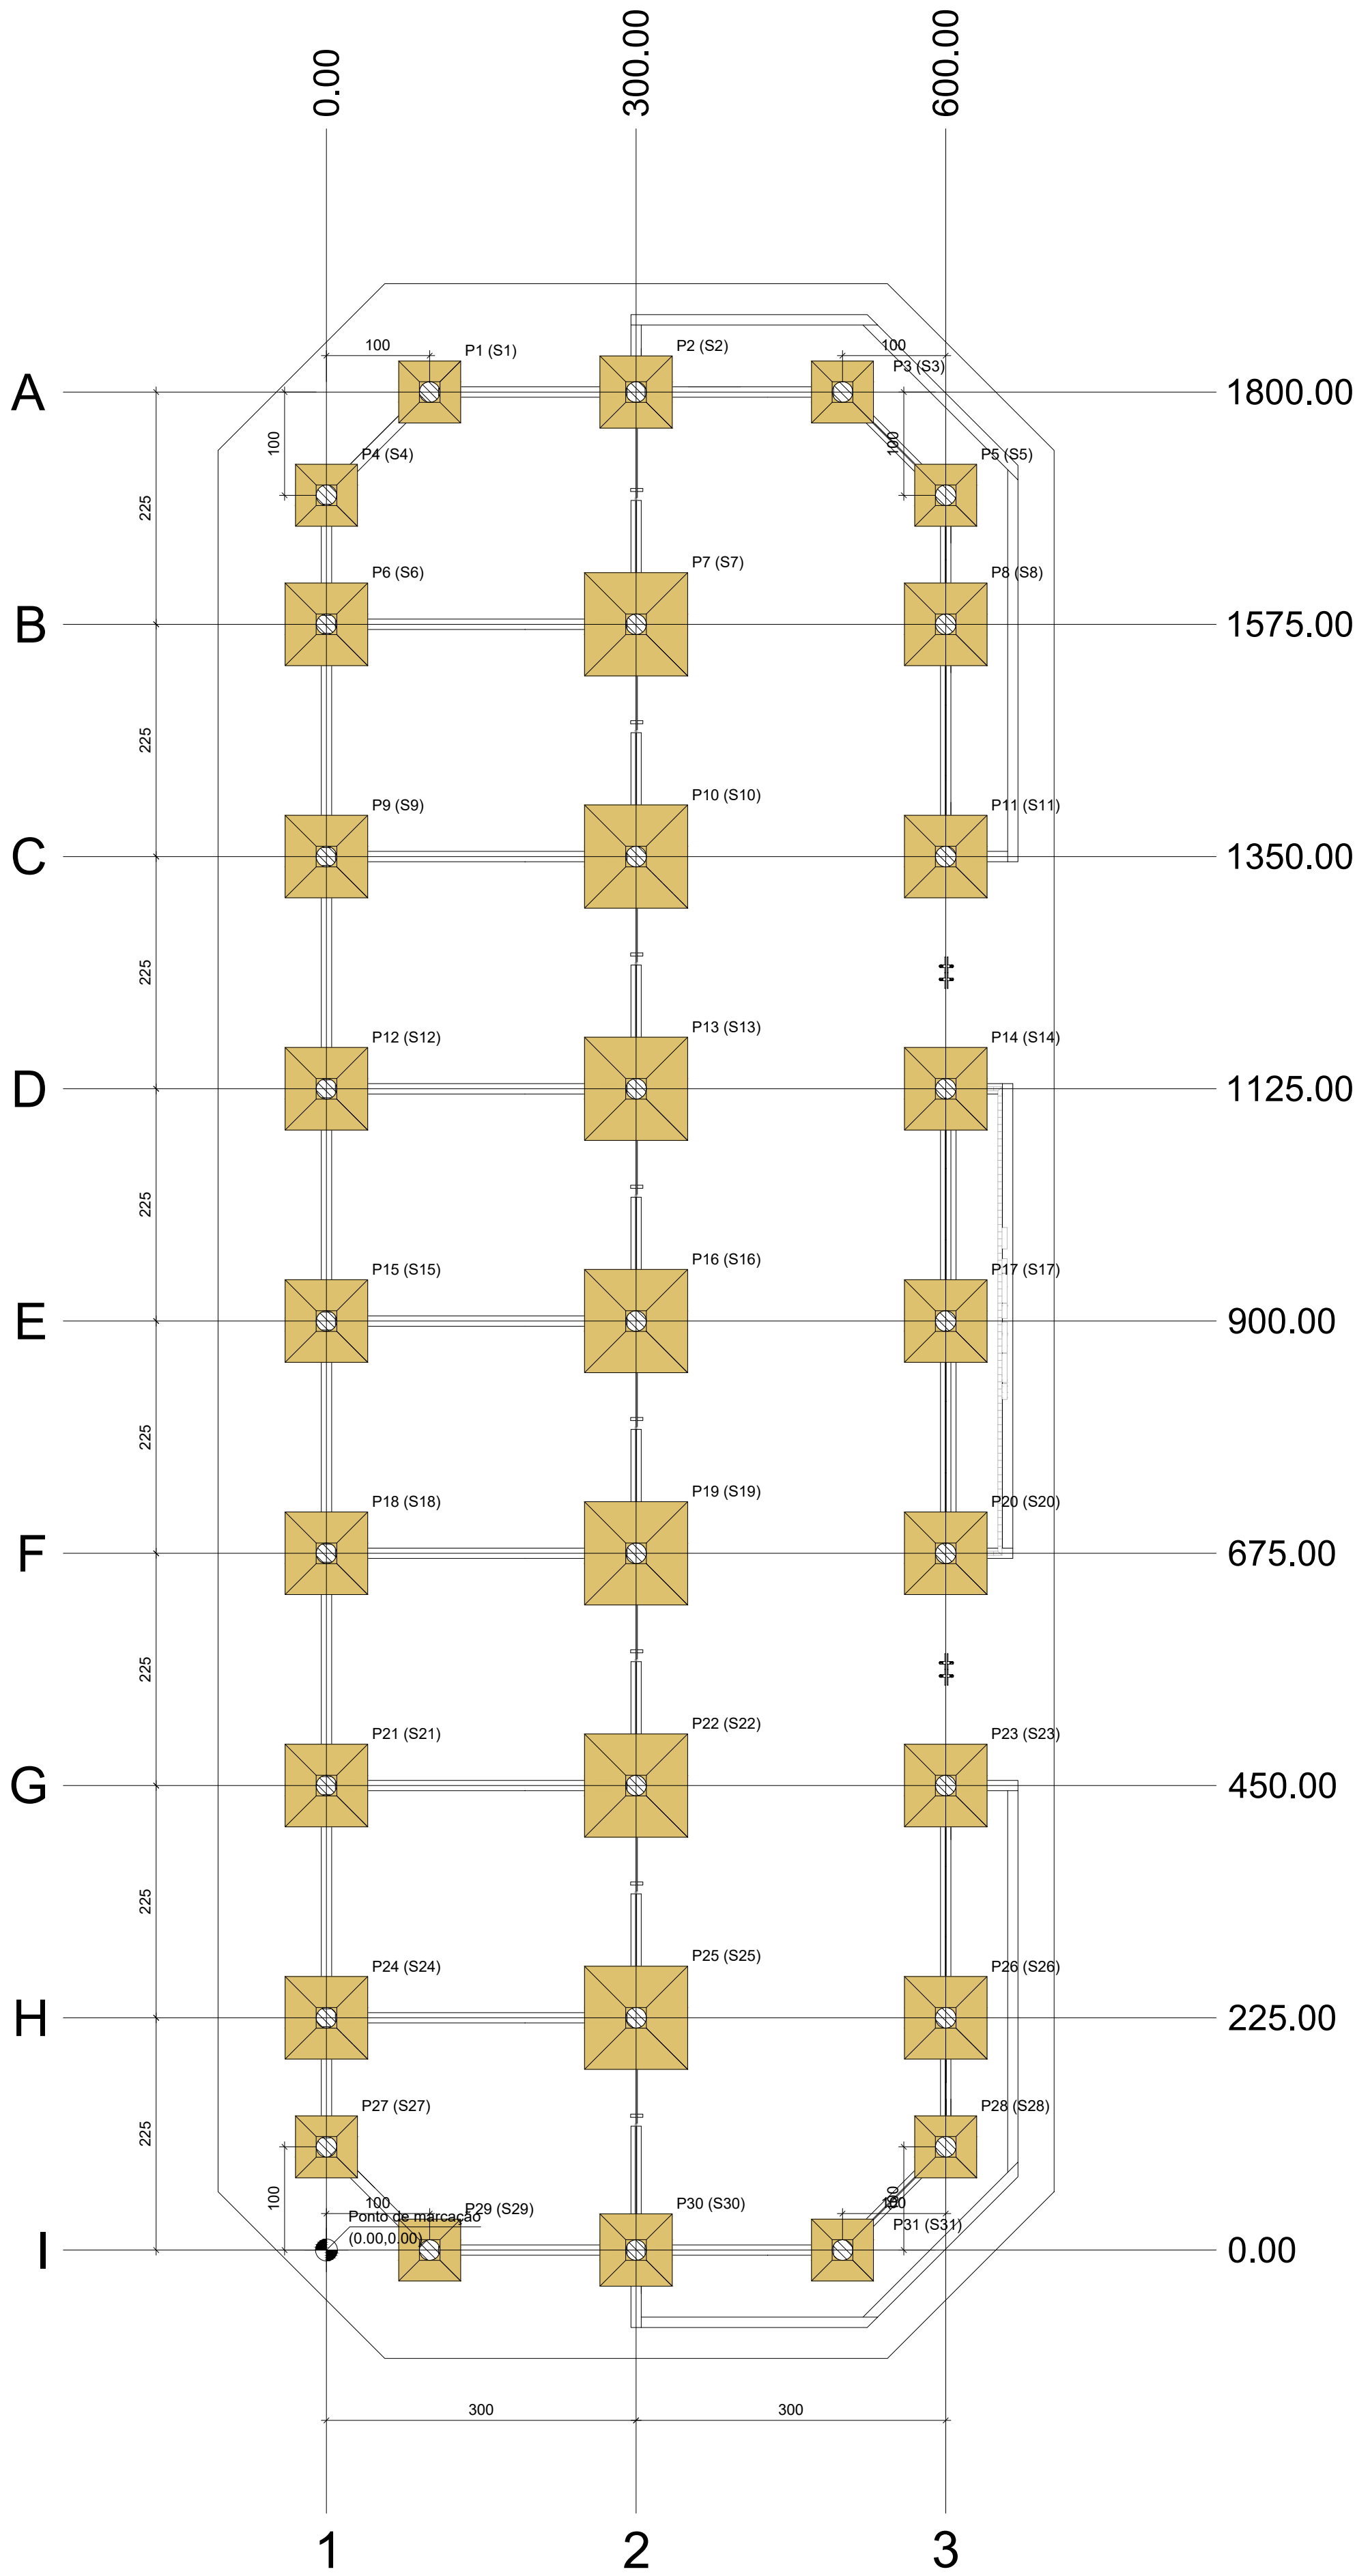 0.00
300.00
600.00
100
P1 (S1)
P2 (S2)
100
P3 (S3)
A
1800.00
100
100
P4 (S4)
P5 (S5)
225
P6 (S6)
P7 (S7)
P8 (S8)
B
1575.00
225
P9 (S9)
P10 (S10)
P11 (S11)
C
1350.00
225
P12 (S12)
P13 (S13)
P14 (S14)
D
1125.00
225
P15 (S15)
P16 (S16)
P17 (S17)
E
900.00
225
P18 (S18)
P19 (S19)
P20 (S20)
F
675.00
225
P21 (S21)
P22 (S22)
P23 (S23)
G
450.00
225
P24 (S24)
P25 (S25)
P26 (S26)
H
225.00
225
P27 (S27)
P28 (S28)
100
100
100
100
P29 (S29)
P30 (S30)
P31 (S31)
Ponto de marcação
(0.00,0.00)
I
0.00
300
300
1
2
3